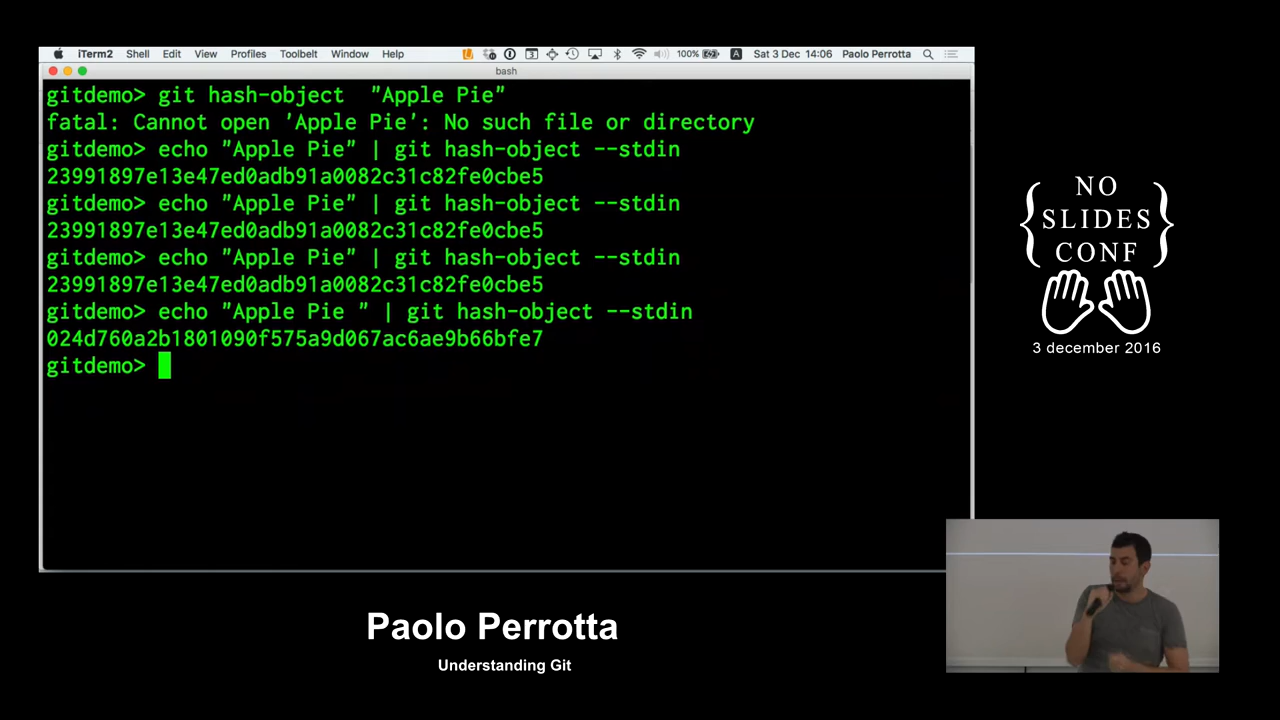 iTerm2 Shell Edit View Profiles Toolbelt Window Help 100% A Sat 3 Dec 14:06 Paolo Perrotta
bash
gitdemo> git hash-object  "Apple Pie"
fatal: Cannot open 'Apple Pie': No such file or directory
gitdemo> echo "Apple Pie" | git hash-object --stdin
23991897e13e47ed0adb91a0082c31c82fe0cbe5
gitdemo> echo "Apple Pie" | git hash-object --stdin
23991897e13e47ed0adb91a0082c31c82fe0cbe5
gitdemo> echo "Apple Pie" | git hash-object --stdin
23991897e13e47ed0adb91a0082c31c82fe0cbe5
gitdemo> echo "Apple Pie " | git hash-object --stdin
024d760a2b1801090f575a9d067ac6ae9b66bfe7
gitdemo>
NO
SLIDES
CONF
3 december 2016
Paolo Perrotta
Understanding Git